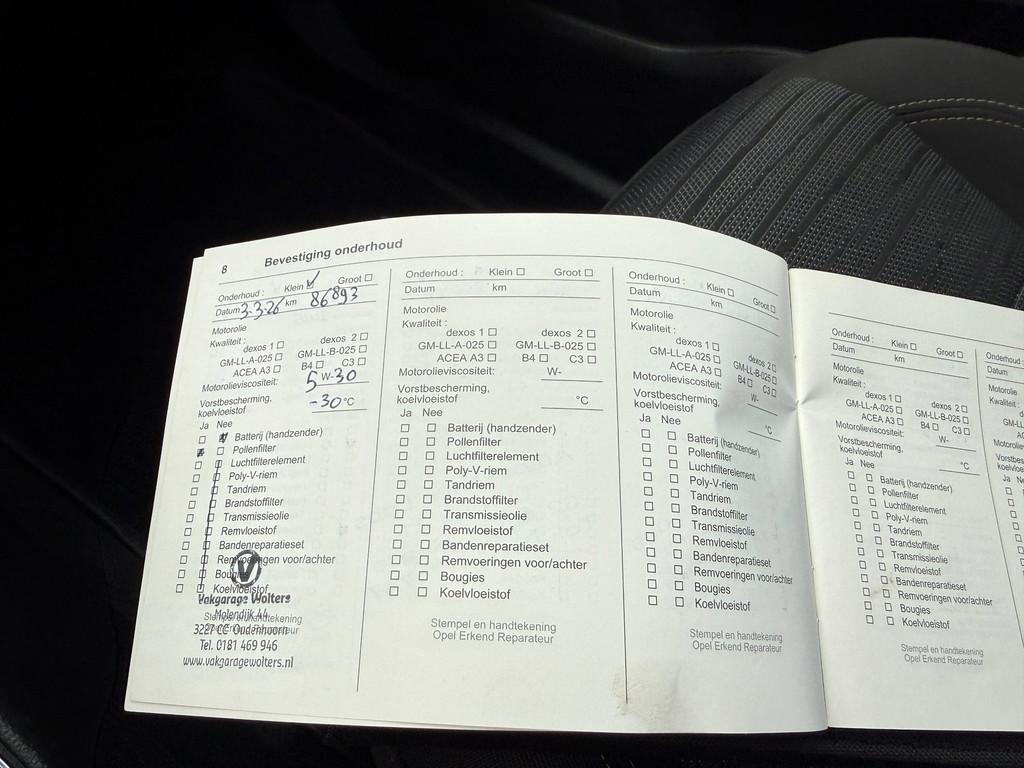 8 Bevestiging onderhoud
Onderhoud : Klein ☑ Groot ☐
Datum 3-3-26 km 86893
Motorolie
Kwaliteit :
dexos 1 ☐ dexos 2 ☐
GM-LL-A-025 ☐ GM-LL-B-025 ☐
ACEA A3 ☐ B4 ☐ C3 ☐
Motorolieviscositeit: 5 W-30
Vorstbescherming,
koelvloeistof -30 °C
Ja Nee
Batterij (handzender)
Pollenfilter
Luchtfilterelement
Poly-V-riem
Tandriem
Brandstoffilter
Transmissieolie
Remvloeistof
Bandenreparatieset
Remvoeringen voor/achter
Bougies
Koelvloeistof
Vakgarage Wolters
Molendijk 44
Stempel en handtekening
3227 CE Oudenhoorn
Tel. 0181 469 946
www.vakgaragewolters.nl
Onderhoud : Klein ☐ Groot ☐
Datum km
Motorolie
Kwaliteit :
dexos 1 ☐ dexos 2 ☐
GM-LL-A-025 ☐ GM-LL-B-025 ☐
ACEA A3 ☐ B4 ☐ C3 ☐
Motorolieviscositeit: W-
Vorstbescherming,
koelvloeistof °C
Ja Nee
☐ ☐ Batterij (handzender)
☐ ☐ Pollenfilter
☐ ☐ Luchtfilterelement
☐ ☐ Poly-V-riem
☐ ☐ Tandriem
☐ ☐ Brandstoffilter
☐ ☐ Transmissieolie
☐ ☐ Remvloeistof
☐ ☐ Bandenreparatieset
☐ ☐ Remvoeringen voor/achter
☐ ☐ Bougies
☐ ☐ Koelvloeistof
Stempel en handtekening
Opel Erkend Reparateur
Onderhoud : Klein ☐ Groot ☐
Datum km
Motorolie
Kwaliteit :
dexos 1 ☐ dexos 2 ☐
GM-LL-A-025 ☐ GM-LL-B-025 ☐
ACEA A3 ☐ B4 ☐ C3 ☐
Motorolieviscositeit: W-
Vorstbescherming,
koelvloeistof °C
Ja Nee
☐ ☐ Batterij (handzender)
☐ ☐ Pollenfilter
☐ ☐ Luchtfilterelement
☐ ☐ Poly-V-riem
☐ ☐ Tandriem
☐ ☐ Brandstoffilter
☐ ☐ Transmissieolie
☐ ☐ Remvloeistof
☐ ☐ Bandenreparatieset
☐ ☐ Remvoeringen voor/achter
☐ ☐ Bougies
☐ ☐ Koelvloeistof
Stempel en handtekening
Opel Erkend Reparateur
Onderhoud : Klein ☐ Groot ☐
Datum km
Motorolie
Kwaliteit :
dexos 1 ☐ dexos 2 ☐
GM-LL-A-025 ☐ GM-LL-B-025 ☐
ACEA A3 ☐ B4 ☐ C3 ☐
Motorolieviscositeit: W-
Vorstbescherming,
koelvloeistof °C
Ja Nee
☐ ☐ Batterij (handzender)
☐ ☐ Pollenfilter
☐ ☐ Luchtfilterelement
☐ ☐ Poly-V-riem
☐ ☐ Tandriem
☐ ☐ Brandstoffilter
☐ ☐ Transmissieolie
☐ ☐ Remvloeistof
☐ ☐ Bandenreparatieset
☐ ☐ Remvoeringen voor/achter
☐ ☐ Bougies
☐ ☐ Koelvloeistof
Stempel en handtekening
Opel Erkend Reparateur
Datum
Motorolie
Kwaliteit :
Ja